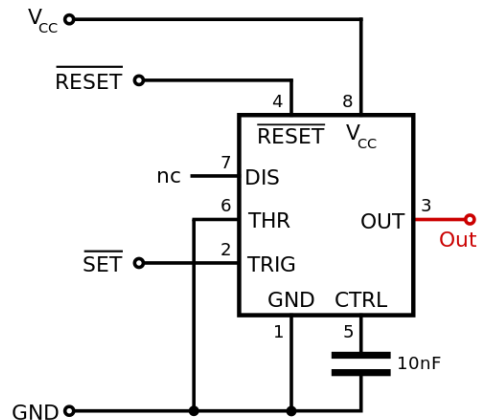 VCC
RESET
4
8
RESET
VCC
nc
7
DIS
6
THR
3
OUT
Out
SET
2
TRIG
GND
CTRL
1
5
10nF
GND